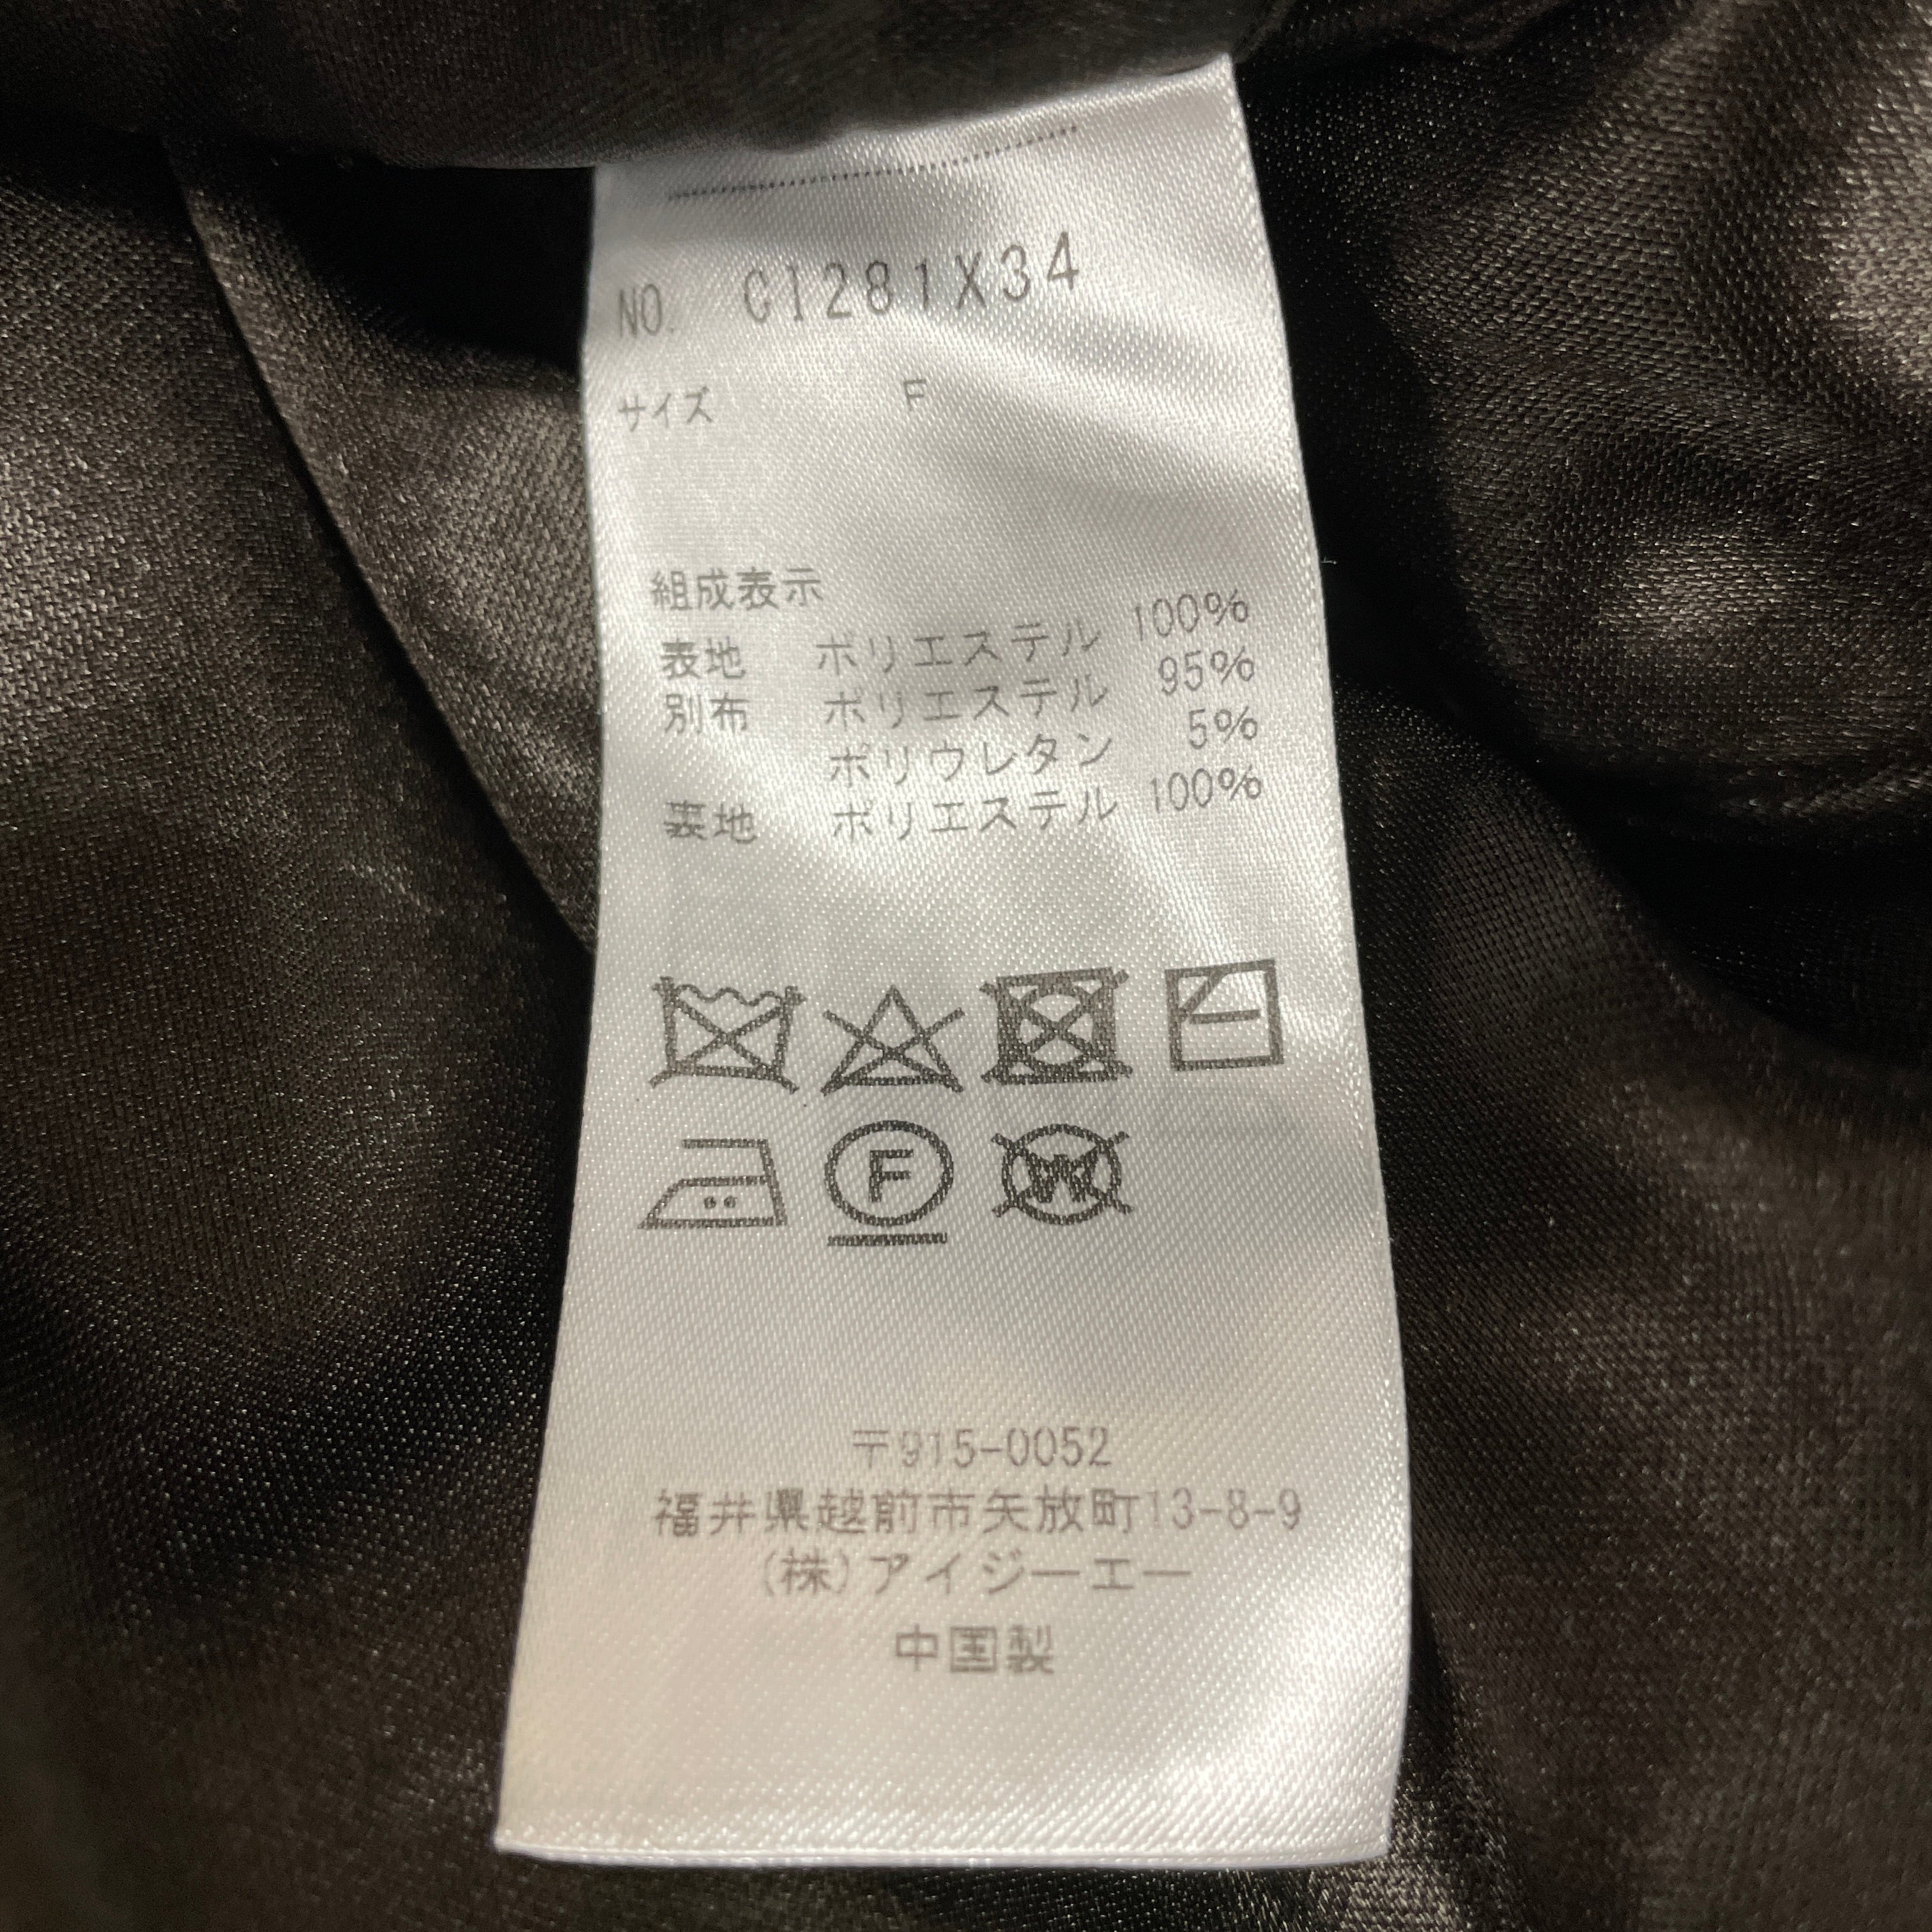 NO. CI281X34
サイズ F
組成表示
表地 ポリエステル 100%
別布 ポリエステル 95%
ポリウレタン 5%
裏地 ポリエステル 100%
F
W
〒915-0052
福井県越前市矢放町13-8-9
(株)アイジーエー
中国製